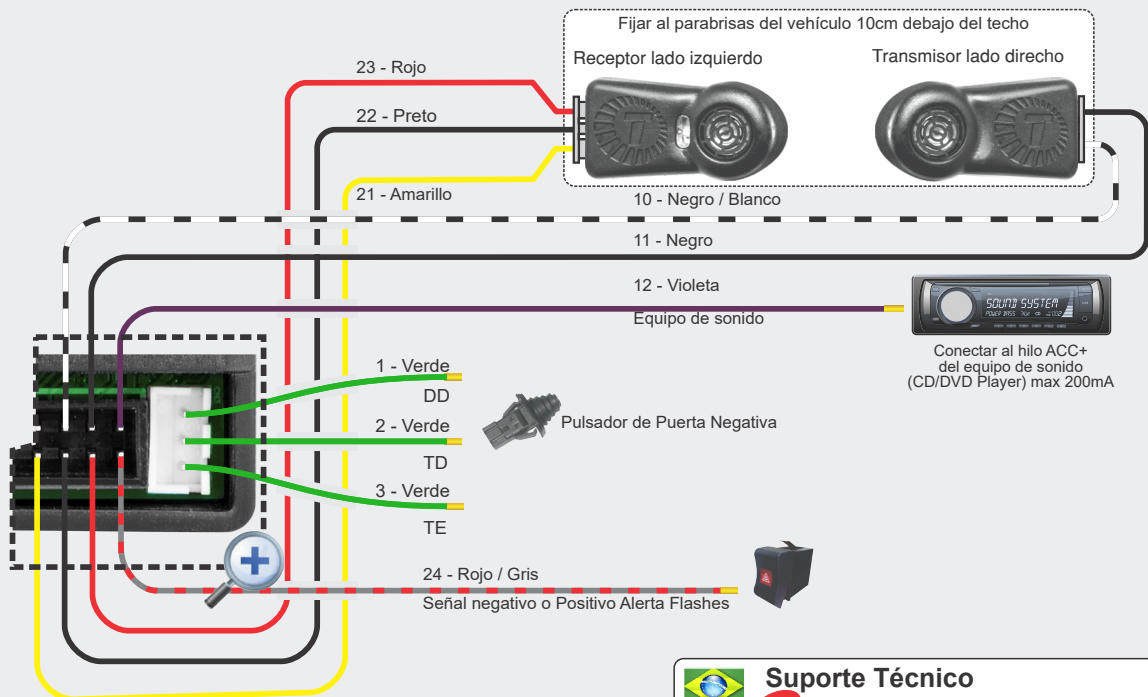 Fijar al parabrisas del vehículo 10cm debajo del techo
Receptor lado izquierdo
Transmisor lado direcho
23 - Rojo
22 - Preto
21 - Amarillo
10 - Negro / Blanco
11 - Negro
12 - Violeta
Equipo de sonido
SOUND SYSTEM
POWER BASS
Conectar al hilo ACC+
del equipo de sonido
(CD/DVD Player) max 200mA
1 - Verde
DD
2 - Verde
TD
3 - Verde
TE
Pulsador de Puerta Negativa
24 - Rojo / Gris
Señal negativo o Positivo Alerta Flashes
Suporte Técnico